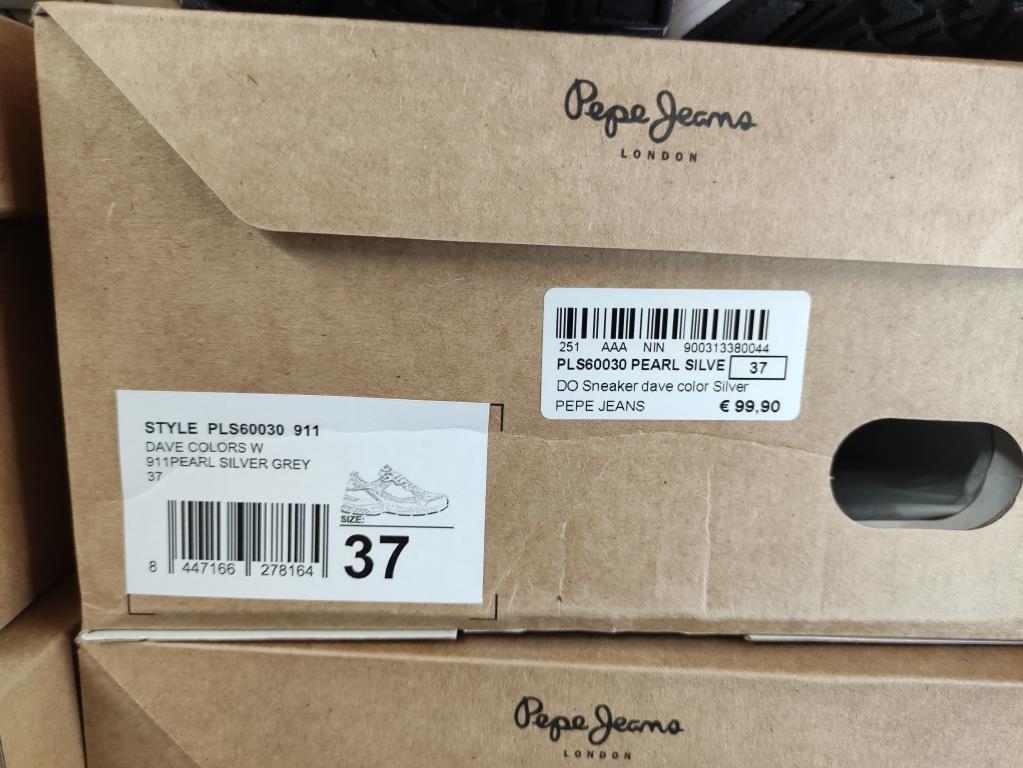 Pepe Jeans
LONDON
251 AAA NIN 900313380044
PLS60030 PEARL SILVE 37
DO Sneaker dave color Silver
PEPE JEANS € 99,90
STYLE PLS60030 911
DAVE COLORS W
911PEARL SILVER GREY
37
SIZE:
37
8 447166 278164
Pepe Jeans
LONDON